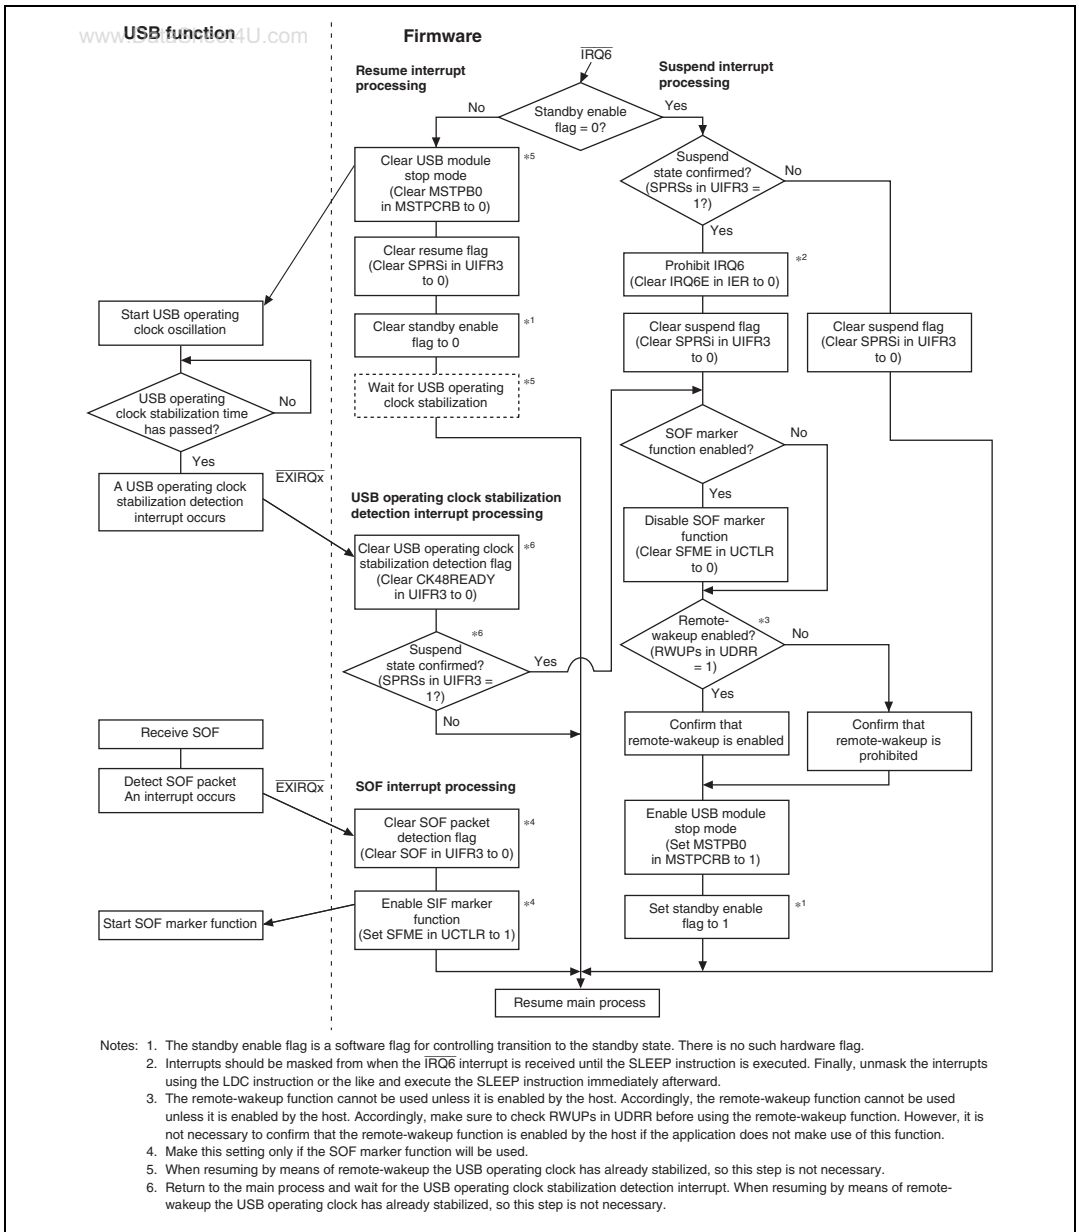 www.DataSheet4U.com
USB function
Firmware
IRQ6
Resume interrupt
processing
Suspend interrupt
processing
Standby enable
flag = 0?
No
Yes
Clear USB module
stop mode
(Clear MSTPB0
in MSTPCRB to 0)
*5
Suspend
state confirmed?
(SPRSs in UIFR3 =
1?)
No
Yes
Clear resume flag
(Clear SPRSi in UIFR3
to 0)
Prohibit IRQ6
(Clear IRQ6E in IER to 0)
*2
Start USB operating
clock oscillation
Clear standby enable
flag to 0
*1
Clear suspend flag
(Clear SPRSi in UIFR3
to 0)
Clear suspend flag
(Clear SPRSi in UIFR3
to 0)
Wait for USB operating
clock stabilization
*5
USB operating
clock stabilization time
has passed?
No
Yes
SOF marker
function enabled?
No
Yes
A USB operating clock
stabilization detection
interrupt occurs
EXIRQx
USB operating clock stabilization
detection interrupt processing
Disable SOF marker
function
(Clear SFME in UCTLR
to 0)
Clear USB operating clock
stabilization detection flag
(Clear CK48READY
in UIFR3 to 0)
*6
Remote-
wakeup enabled?
(RWUPs in UDRR
= 1)
*3
No
Yes
*6
Suspend
state confirmed?
(SPRSs in UIFR3 =
1?)
Yes
No
Confirm that
remote-wakeup is enabled
Confirm that
remote-wakeup is
prohibited
Receive SOF
Detect SOF packet
An interrupt occurs
EXIRQx
SOF interrupt processing
Clear SOF packet
detection flag
(Clear SOF in UIFR3 to 0)
*4
Enable USB module
stop mode
(Set MSTPB0
in MSTPCRB to 1)
Start SOF marker function
Enable SIF marker
function
(Set SFME in UCTLR to 1)
*4
Set standby enable
flag to 1
*1
Resume main process
Notes: 1. The standby enable flag is a software flag for controlling transition to the standby state. There is no such hardware flag.
2. Interrupts should be masked from when the IRQ6 interrupt is received until the SLEEP instruction is executed. Finally, unmask the interrupts
using the LDC instruction or the like and execute the SLEEP instruction immediately afterward.
3. The remote-wakeup function cannot be used unless it is enabled by the host. Accordingly, the remote-wakeup function cannot be used
unless it is enabled by the host. Accordingly, make sure to check RWUPs in UDRR before using the remote-wakeup function. However, it is
not necessary to confirm that the remote-wakeup function is enabled by the host if the application does not make use of this function.
4. Make this setting only if the SOF marker function will be used.
5. When resuming by means of remote-wakeup the USB operating clock has already stabilized, so this step is not necessary.
6. Return to the main process and wait for the USB operating clock stabilization detection interrupt. When resuming by means of remote-
wakeup the USB operating clock has already stabilized, so this step is not necessary.